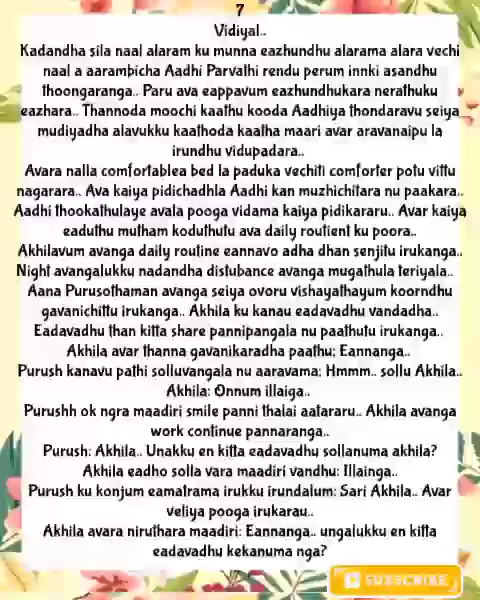 7
Vidiyal..
Kadandha sila naal alaram ku munna eazhundhu alarama alara vechi
naal a aarambicha Aadhi Parvathi rendu perum innki asandhu
thoongaranga.. Paru ava eappavum eazhundhukara nerathuku
eazhara.. Thannoda moochi kaathu kooda Aadhiya thondaravu seiya
mudiyadha alavukku kaathoda kaatha maari avar aravanaipu la
irundhu vidupadara..
Avara nalla comfortablea bed la paduka vechiti comforter potu vittu
nagarara.. Ava kaiya pidichadhla Aadhi kan muzhichitara nu paakara..
Aadhi thookathulaye avala pooga vidama kaiya pidikararu.. Avar kaiya
eaduthu mutham koduthutu ava daily routient ku poora..
Akhilavum avanga daily routine eannavo adha dhan senjitu irukanga..
Night avangalukku nadandha distubance avanga mugathula teriyala..
Aana Purusothaman avanga seiya ovoru vishayathayum koorndhu
gavanichittu irukanga.. Akhila ku kanau eadavadhu vandadha..
Eadavadhu than kitta share pannipangala nu paathutu irukanga..
Akhila avar thanna gavanikaradha paathu; Eannanga..
Purush kanavu pathi solluvangala nu aaravama; Hmmm.. sollu Akhila..
Akhila: Onnum illaiga..
Purushh ok ngra maadiri smile panni thalai aatararu.. Akhila avanga
work continue pannaranga..
Purush: Akhila.. Unakku en kitta eadavadhu sollanuma akhila?
Akhila eadho solla vara maadiri vandhu: Illainga..
Purush ku konjum eamatrama irukku irundalum: Sari Akhila.. Avar
veliya pooga irukarau..
Akhila avara niruthara maadiri: Eannanga.. ungalukku en kitta
eadavadhu kekanuma nga?
SUBSCRIBE